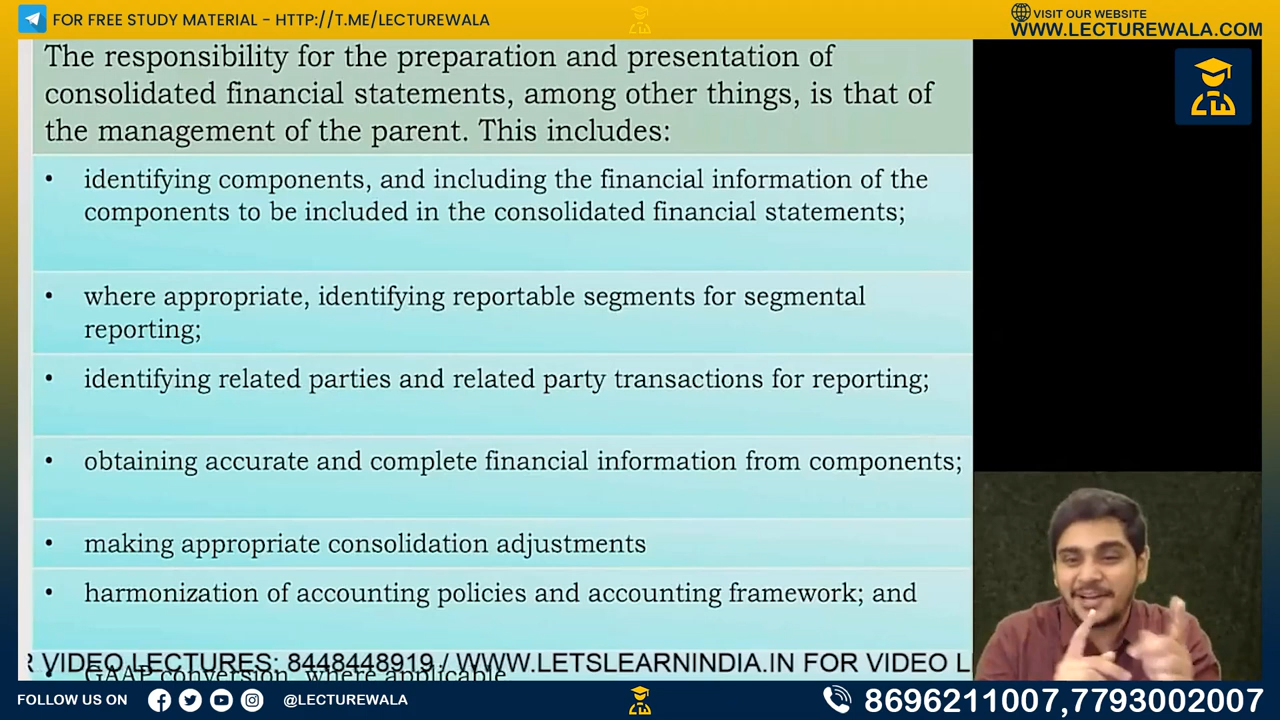 FOR FREE STUDY MATERIAL - HTTP://T.ME/LECTUREWALA
VISIT OUR WEBSITE
WWW.LECTUREWALA.COM
The responsibility for the preparation and presentation of
consolidated financial statements, among other things, is that of
the management of the parent. This includes:
• identifying components, and including the financial information of the
components to be included in the consolidated financial statements;
• where appropriate, identifying reportable segments for segmental
reporting;
• identifying related parties and related party transactions for reporting;
• obtaining accurate and complete financial information from components;
• making appropriate consolidation adjustments
• harmonization of accounting policies and accounting framework; and
• GAAP conversion, where applicable
R VIDEO LECTURES: 8448448919 / WWW.LETSLEARNINDIA.IN FOR VIDEO L
FOLLOW US ON
@LECTUREWALA
8696211007,7793002007